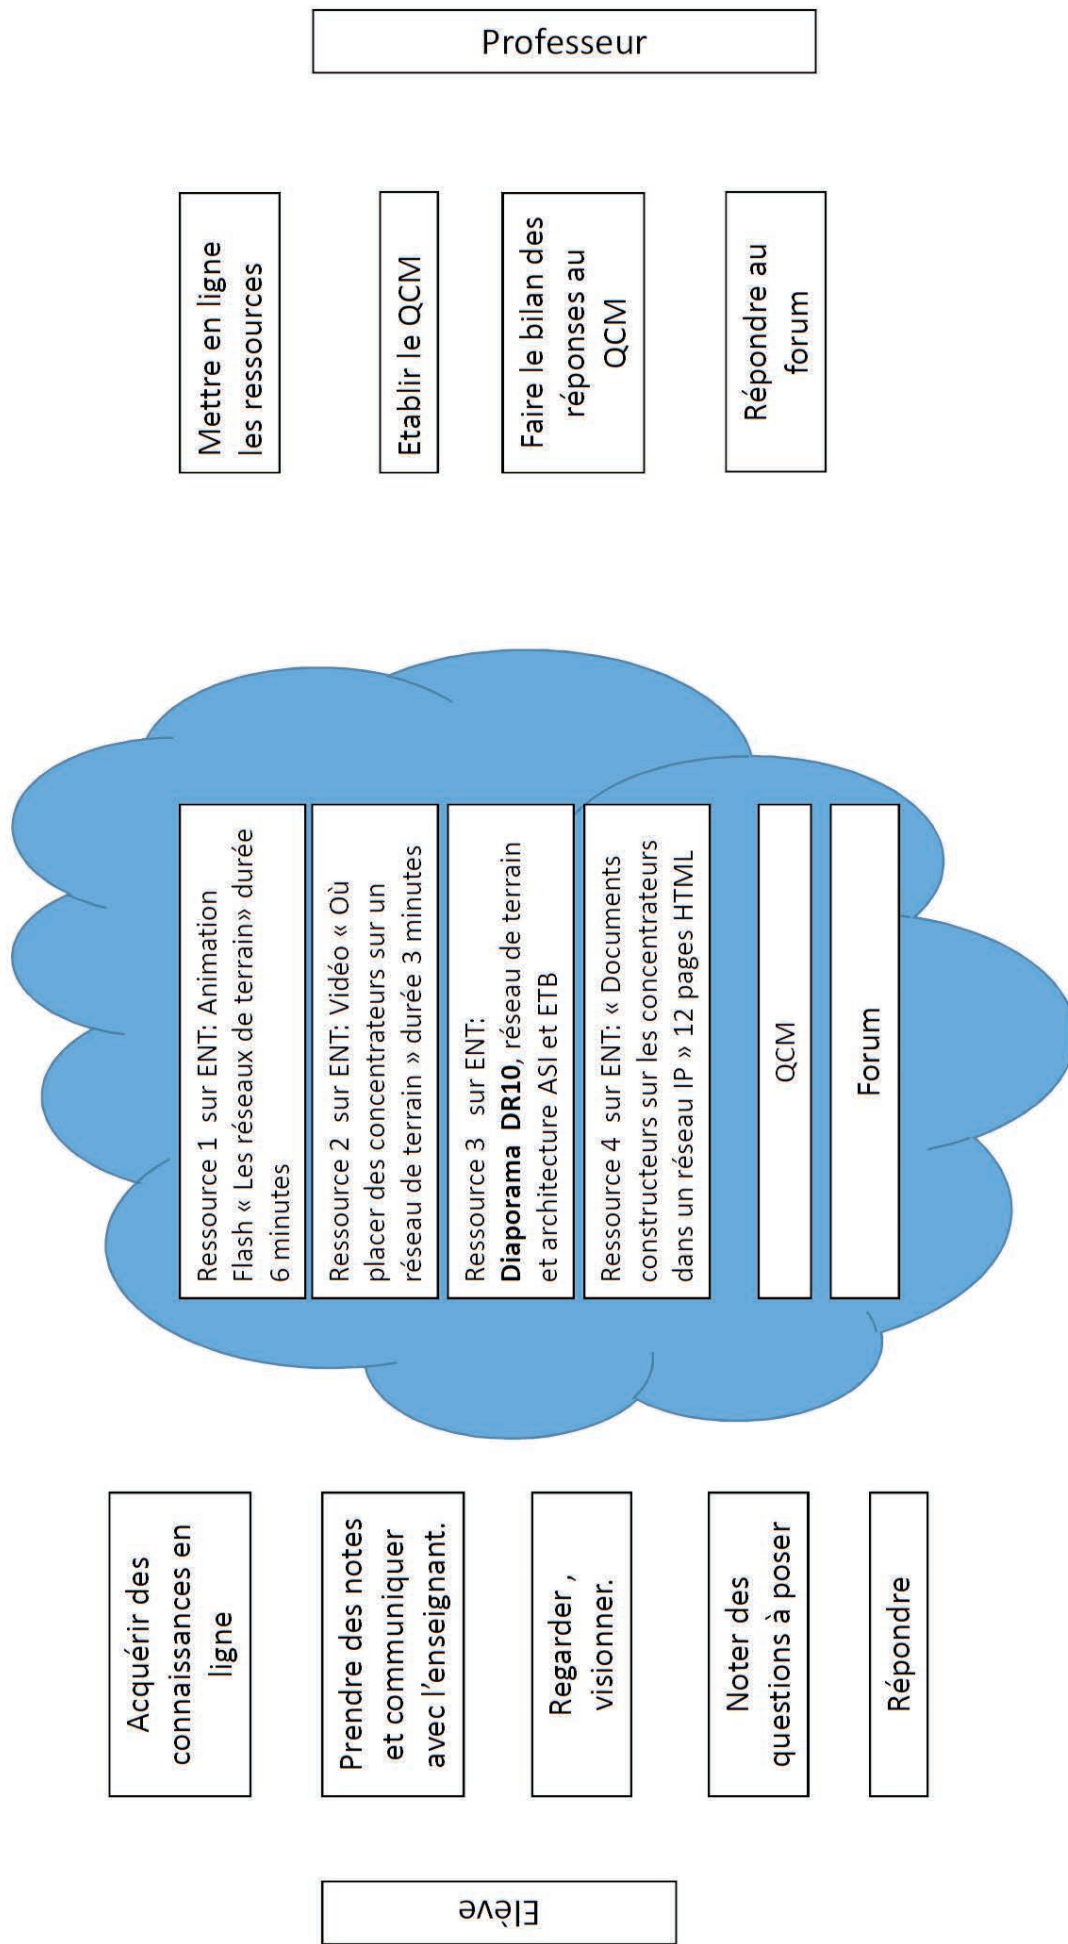 Elève
Acquérir des
connaissances en
ligne
Prendre des notes
et communiquer
avec l'enseignant.
Regarder ,
visionner.
Noter des
questions à poser
Répondre
Ressource 1 sur ENT: Animation
Flash « Les réseaux de terrain» durée
6 minutes
Ressource 2 sur ENT: Vidéo « Où
placer des concentrateurs sur un
réseau de terrain » durée 3 minutes
Ressource 3 sur ENT:
Diaporama DR10, réseau de terrain
et architecture ASI et ETB
Ressource 4 sur ENT: « Documents
constructeurs sur les concentrateurs
dans un réseau IP » 12 pages HTML
QCM
Forum
Mettre en ligne
les ressources
Etablir le QCM
Faire le bilan des
réponses au
QCM
Répondre au
forum
Professeur